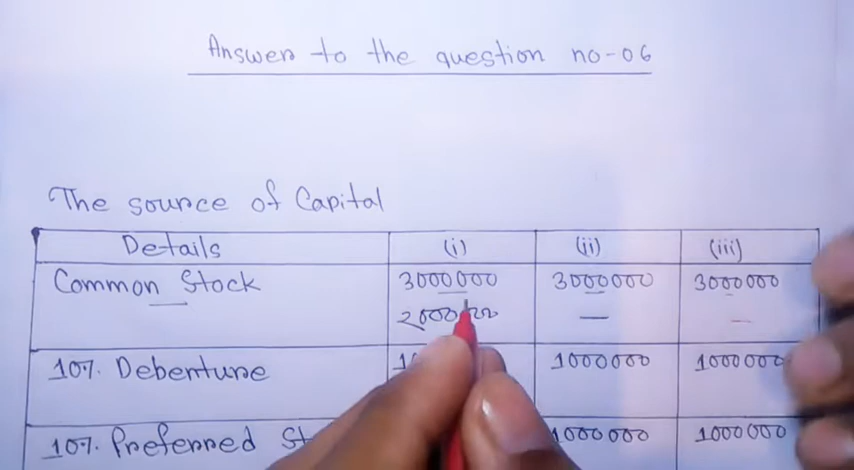 Answer to the question no-06
The source of Capital
Details (i) (ii) (iii)
Common Stock 3000000 3000000 3000000
— —
10%. Debenture 1000000 1000000
10%. Preferred 1000000 1000000